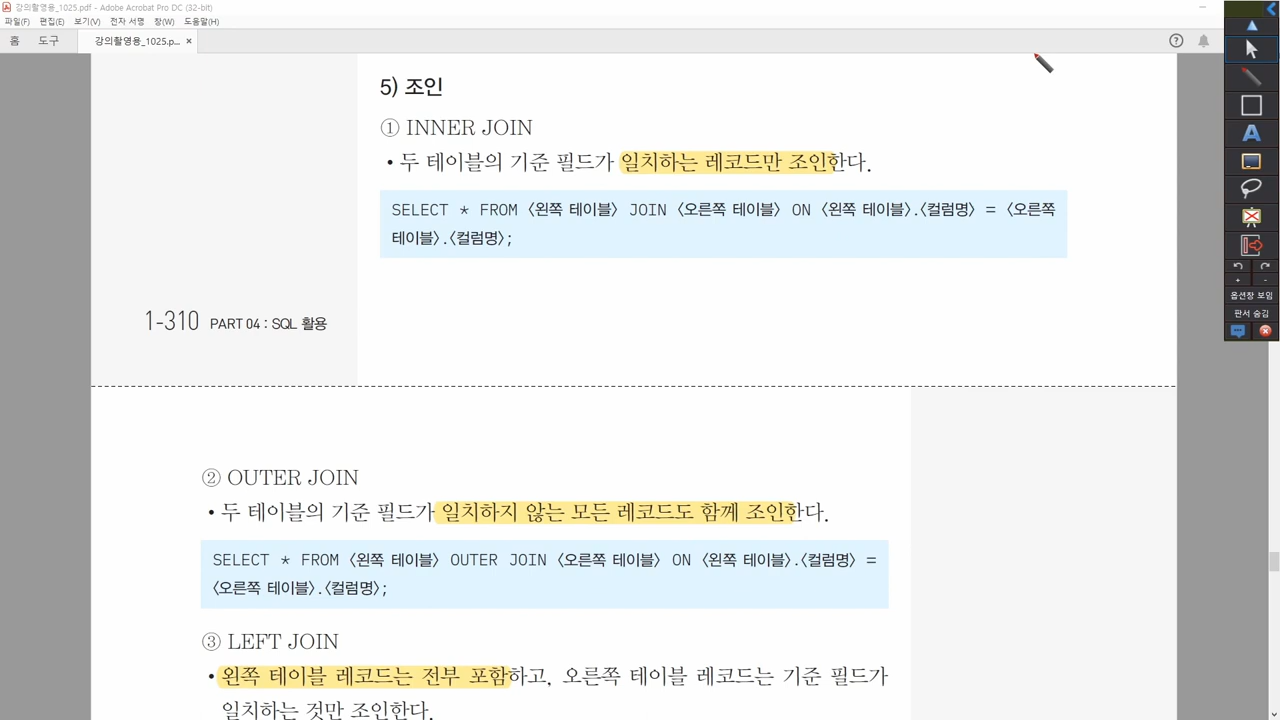 강의촬영용_1025.pdf - Adobe Acrobat Pro DC (32-bit)
파일(F) 편집(E) 보기(V) 전자 서명 창(W) 도움말(H)
홈 도구 강의촬영용_1025.p... ×
5) 조인
① INNER JOIN
• 두 테이블의 기준 필드가 일치하는 레코드만 조인한다.
SELECT * FROM 〈왼쪽 테이블〉 JOIN 〈오른쪽 테이블〉 ON 〈왼쪽 테이블〉.〈컬럼명〉 = 〈오른쪽
테이블〉.〈컬럼명〉;
1-310 PART 04 : SQL 활용
② OUTER JOIN
• 두 테이블의 기준 필드가 일치하지 않는 모든 레코드도 함께 조인한다.
SELECT * FROM 〈왼쪽 테이블〉 OUTER JOIN 〈오른쪽 테이블〉 ON 〈왼쪽 테이블〉.〈컬럼명〉 =
〈오른쪽 테이블〉.〈컬럼명〉;
③ LEFT JOIN
• 왼쪽 테이블 레코드는 전부 포함하고, 오른쪽 테이블 레코드는 기준 필드가
일치하는 것만 조인한다.
A
+ -
옵션장 보임
판서 숨김